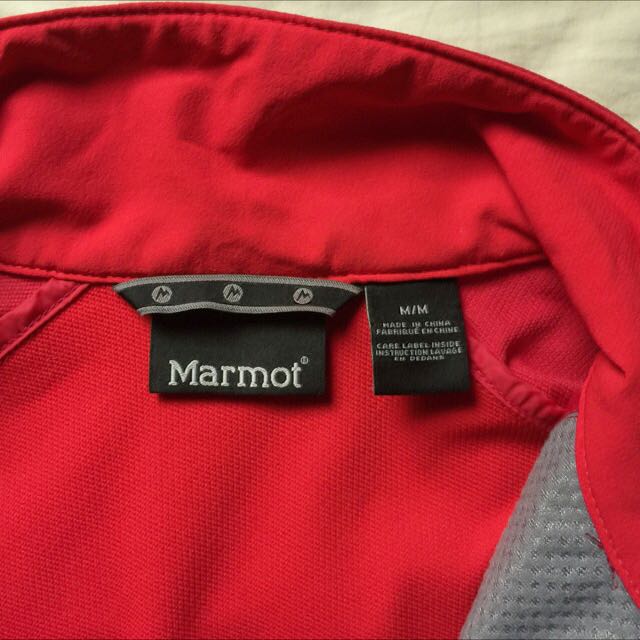 Marmot®
M/M
MADE IN CHINA
FABRIQUÉ EN CHINE
CARE LABEL INSIDE
INSTRUCTION LAVAGE
EN DEDANS